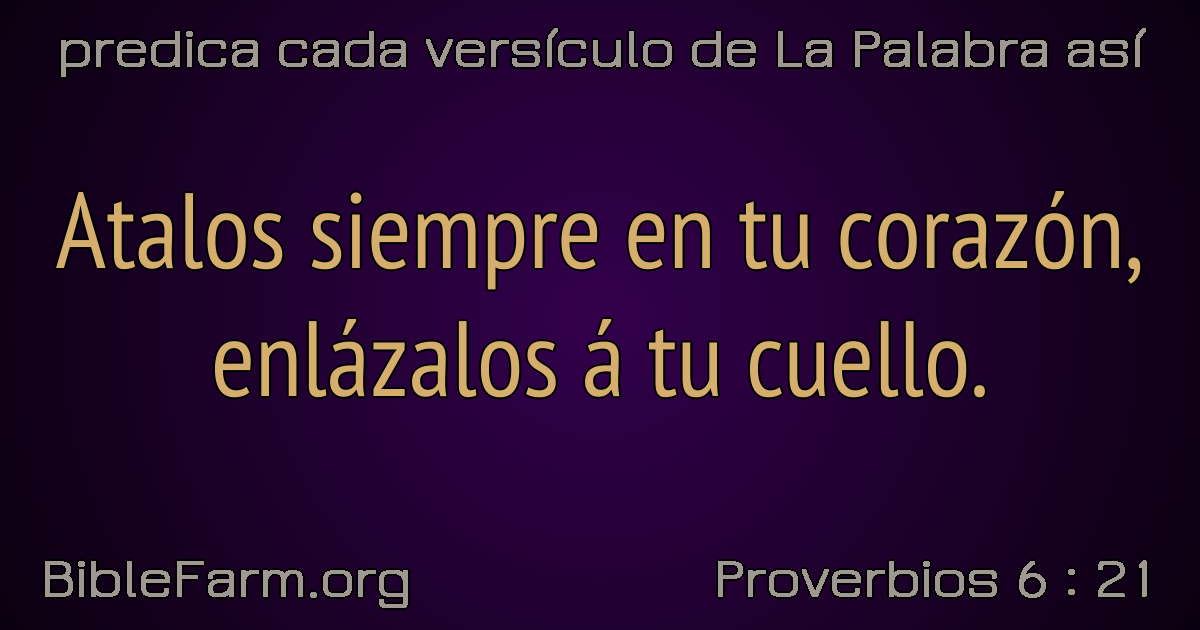 predica cada versículo de La Palabra así
Atalos siempre en tu corazón,
enlázalos á tu cuello.
BibleFarm.org
Proverbios 6 : 21